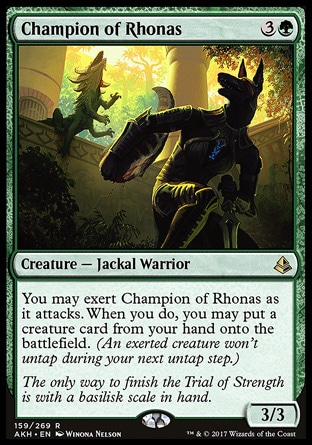 Champion of Rhonas 3
Creature — Jackal Warrior
You may exert Champion of Rhonas as
it attacks. When you do, you may put a
creature card from your hand onto the
battlefield. (An exerted creature won't
untap during your next untap step.)
The only way to finish the Trial of Strength
is with a basilisk scale in hand.
3/3
159/269 R
AKH • EN Winona Nelson
™ & © 2017 Wizards of the Coast